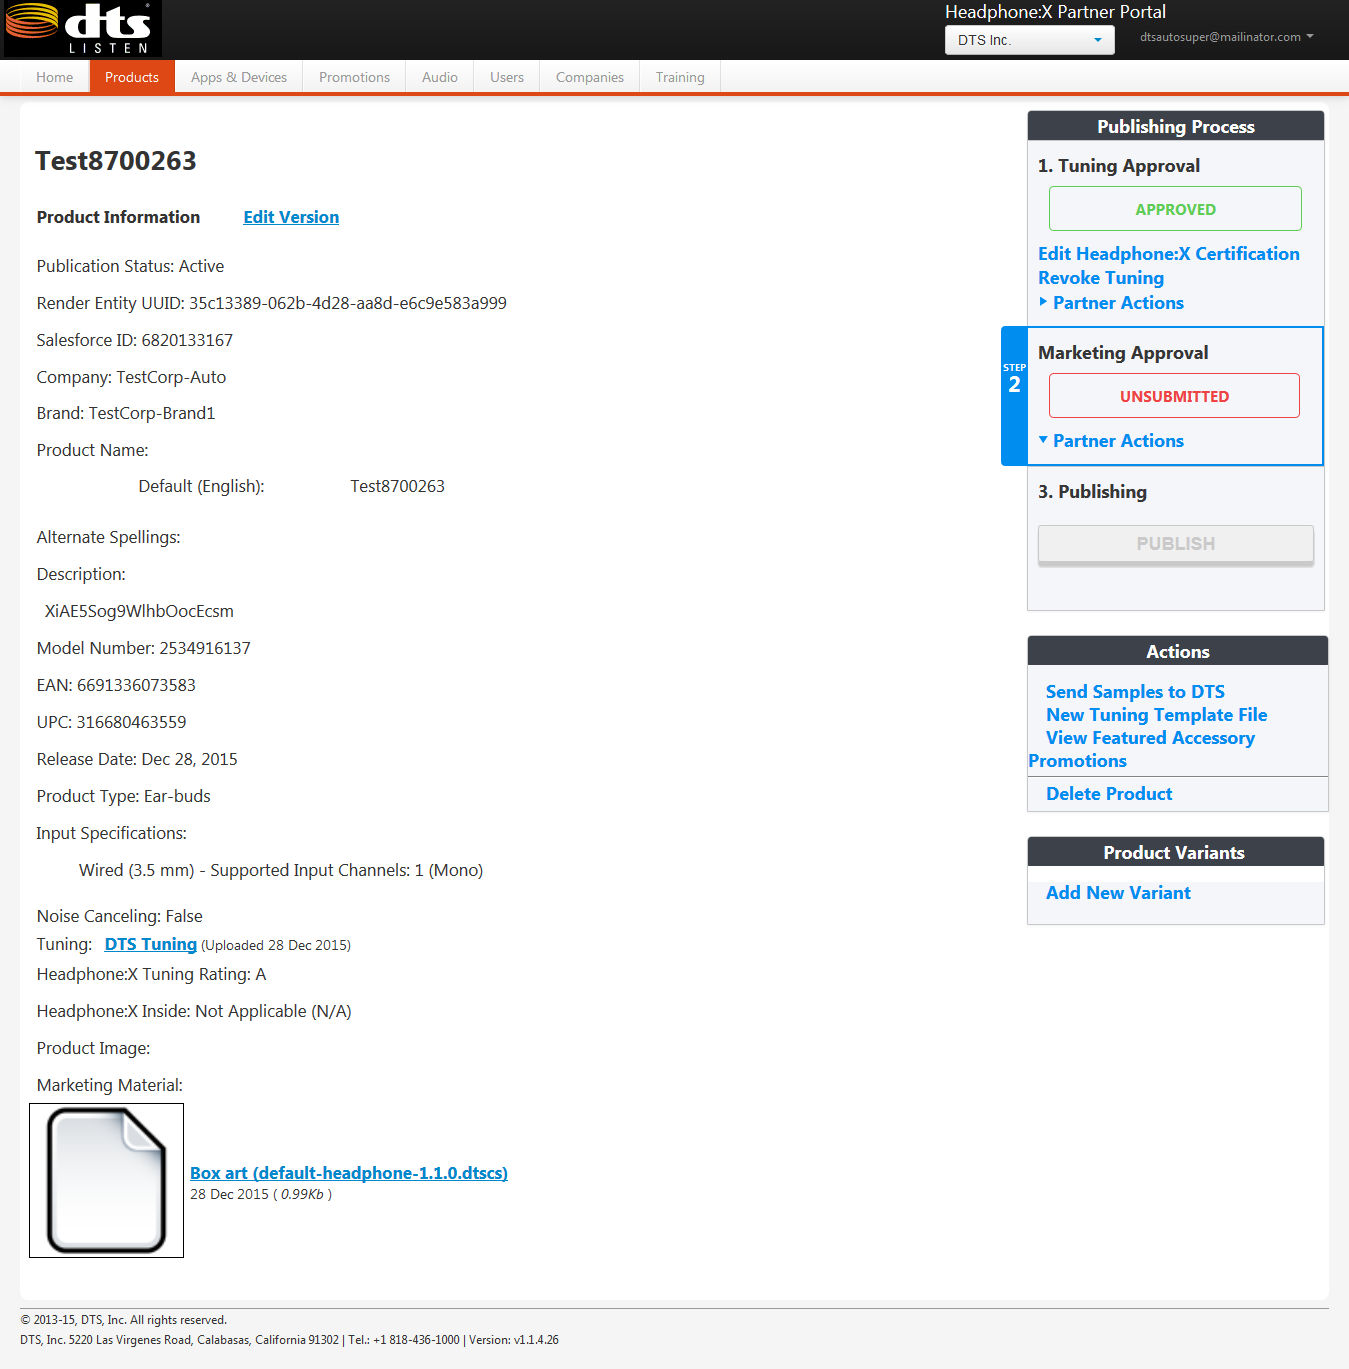 dts
LISTEN
Headphone:X Partner Portal
DTS Inc.
dtsautosuper@mailinator.com
Home Products Apps & Devices Promotions Audio Users Companies Training
Test8700263
Product Information Edit Version
Publication Status: Active
Render Entity UUID: 35c13389-062b-4d28-aa8d-e6c9e583a999
Salesforce ID: 6820133167
Company: TestCorp-Auto
Brand: TestCorp-Brand1
Product Name:
Default (English): Test8700263
Alternate Spellings:
Description:
XiAE5Sog9WlhbOocEcsm
Model Number: 2534916137
EAN: 6691336073583
UPC: 316680463559
Release Date: Dec 28, 2015
Product Type: Ear-buds
Input Specifications:
Wired (3.5 mm) - Supported Input Channels: 1 (Mono)
Noise Canceling: False
Tuning: DTS Tuning (Uploaded 28 Dec 2015)
Headphone:X Tuning Rating: A
Headphone:X Inside: Not Applicable (N/A)
Product Image:
Marketing Material:
Box art (default-headphone-1.1.0.dtscs)
28 Dec 2015 ( 0.99Kb )
Publishing Process
1. Tuning Approval
APPROVED
Edit Headphone:X Certification
Revoke Tuning
Partner Actions
STEP
2
Marketing Approval
UNSUBMITTED
Partner Actions
3. Publishing
PUBLISH
Actions
Send Samples to DTS
New Tuning Template File
View Featured Accessory
Promotions
Delete Product
Product Variants
Add New Variant
© 2013-15, DTS, Inc. All rights reserved.
DTS, Inc. 5220 Las Virgenes Road, Calabasas, California 91302 | Tel.: +1 818-436-1000 | Version: v1.1.4.26